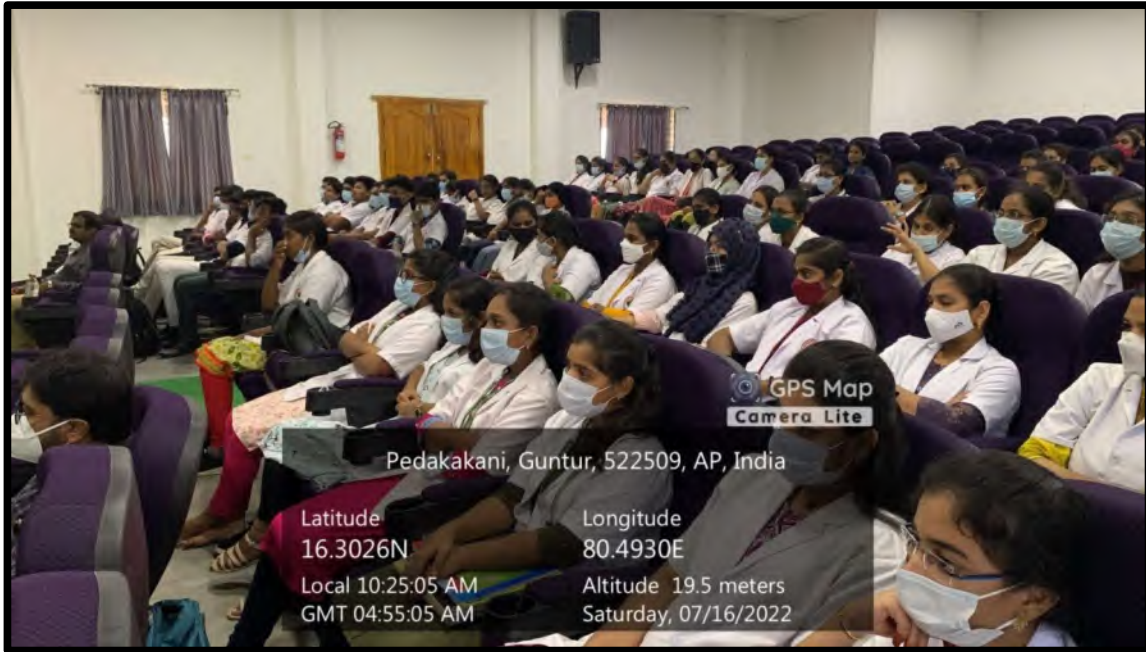 GPS Map
Camera Lite
Pedakakani, Guntur, 522509, AP, India
Latitude
16.3026N
Longitude
80.4930E
Local 10:25:05 AM
GMT 04:55:05 AM
Altitude 19.5 meters
Saturday, 07/16/2022